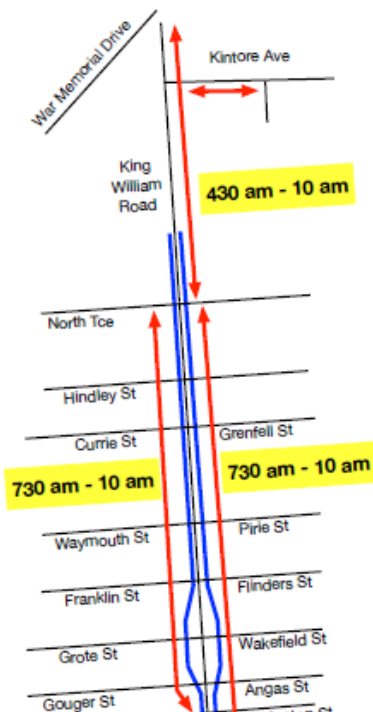 War Memorial Drive
Kintore Ave
King
William
Road
430 am - 10 am
North Tce
Hindley St
Currie St
Grenfell St
730 am - 10 am
730 am - 10 am
Waymouth St
Pirie St
Franklin St
Flinders St
Grote St
Wakefield St
Gouger St
Angas St